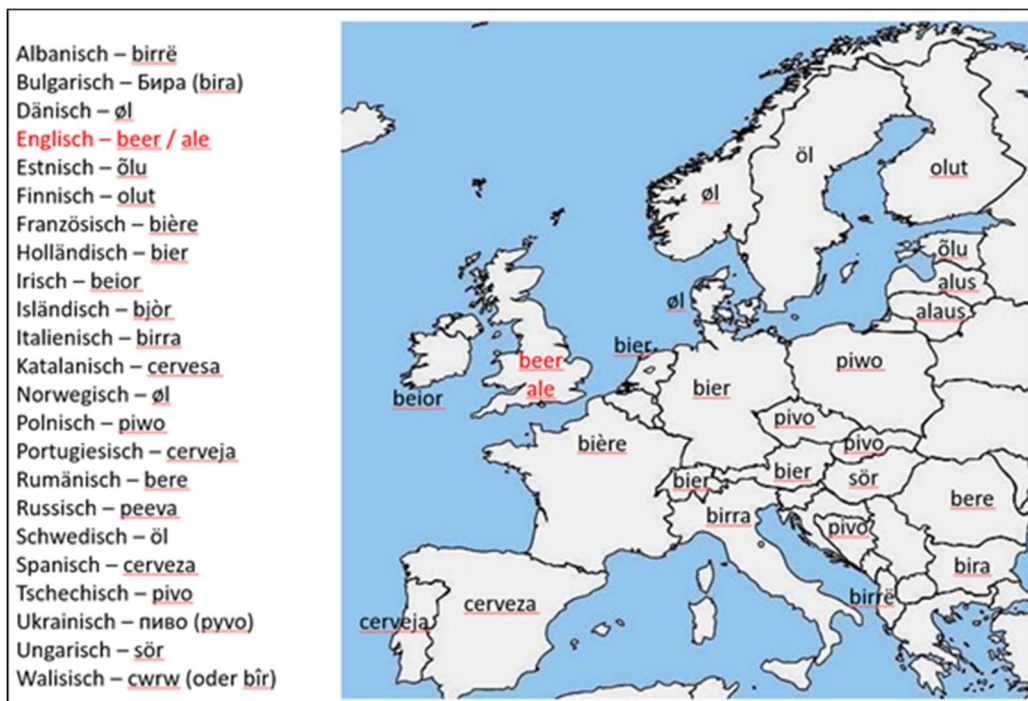 Albanisch – birrë
Bulgarisch – Бира (bira)
Dänisch – øl
Englisch – beer / ale
Estnisch – õlu
Finnisch – olut
Französisch – bière
Holländisch – bier
Irisch – beior
Isländisch – bjòr
Italienisch – birra
Katalanisch – cervesa
Norwegisch – øl
Polnisch – piwo
Portugiesisch – cerveja
Rumänisch – bere
Russisch – peeva
Schwedisch – öl
Spanisch – cerveza
Tschechisch – pivo
Ukrainisch – пиво (pyvo)
Ungarisch – sör
Walisisch – cwrw (oder bîr)
öl
olut
øl
õlu
alus
øl
alaus
bier
beer
piwo
ale
bier
beior
pivo
bière
pivo
bier
bier
sör
birra
bere
pivo
bira
birrë
cerveza
cerveja